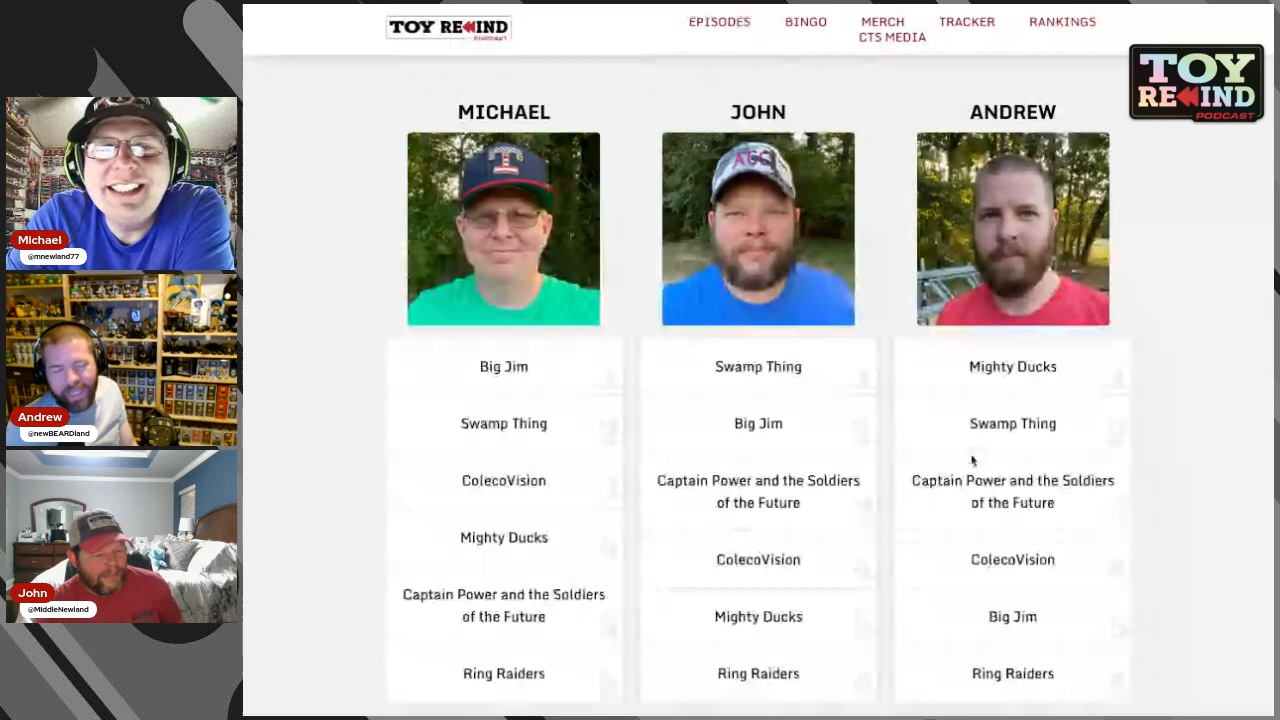 TOY REWIND
PODCAST
EPISODES
BINGO
MERCH
TRACKER
RANKINGS
CTS MEDIA
TOY
REWIND
PODCAST
MICHAEL
JOHN
ANDREW
T
ACC
Big Jim
Swamp Thing
ColecoVision
Mighty Ducks
Captain Power and the Soldiers
of the Future
Ring Raiders
Swamp Thing
Big Jim
Captain Power and the Soldiers
of the Future
ColecoVision
Mighty Ducks
Ring Raiders
Mighty Ducks
Swamp Thing
Captain Power and the Soldiers
of the Future
ColecoVision
Big Jim
Ring Raiders
Michael
@mnewland77
Andrew
@newBEARDland
John
@MiddleNewland